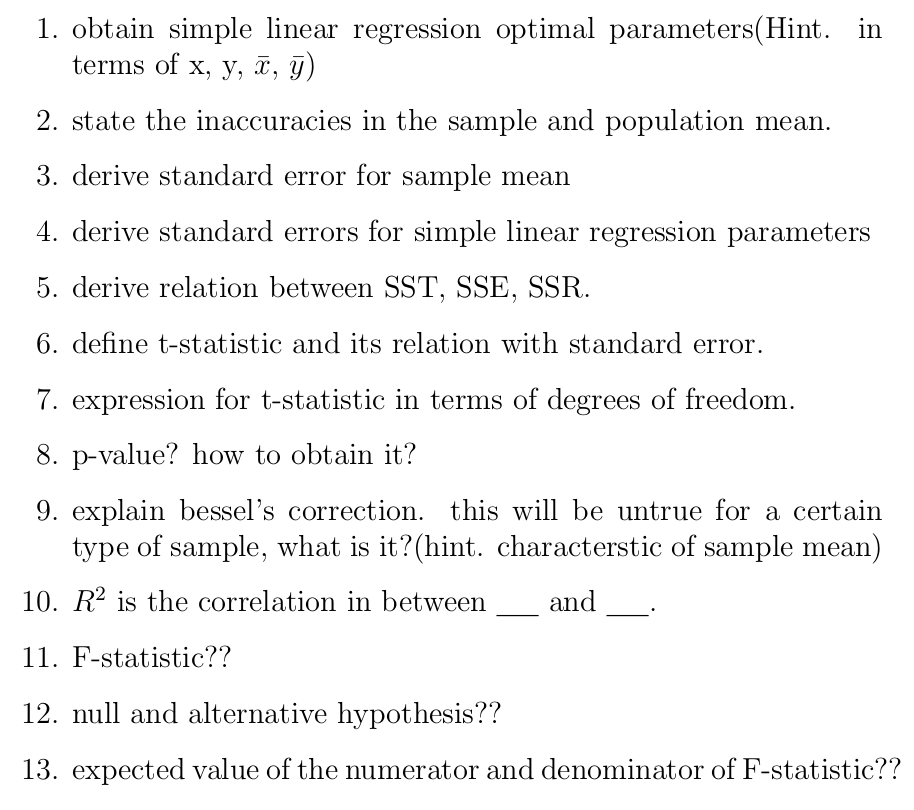 1. obtain simple linear regression optimal parameters(Hint. in
terms of x, y, x̄, ȳ)
2. state the inaccuracies in the sample and population mean.
3. derive standard error for sample mean
4. derive standard errors for simple linear regression parameters
5. derive relation between SST, SSE, SSR.
6. define t-statistic and its relation with standard error.
7. expression for t-statistic in terms of degrees of freedom.
8. p-value? how to obtain it?
9. explain bessel's correction. this will be untrue for a certain
type of sample, what is it?(hint. characterstic of sample mean)
10. R² is the correlation in between ___ and ___.
11. F-statistic??
12. null and alternative hypothesis??
13. expected value of the numerator and denominator of F-statistic??